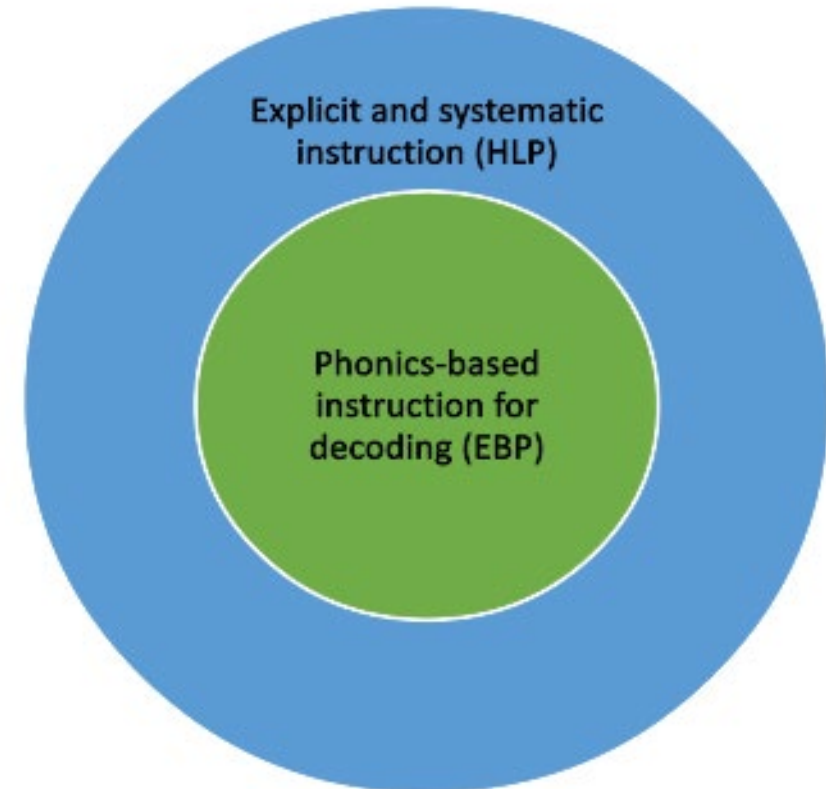 Explicit and systematic
instruction (HLP)
Phonics-based
instruction for
decoding (EBP)